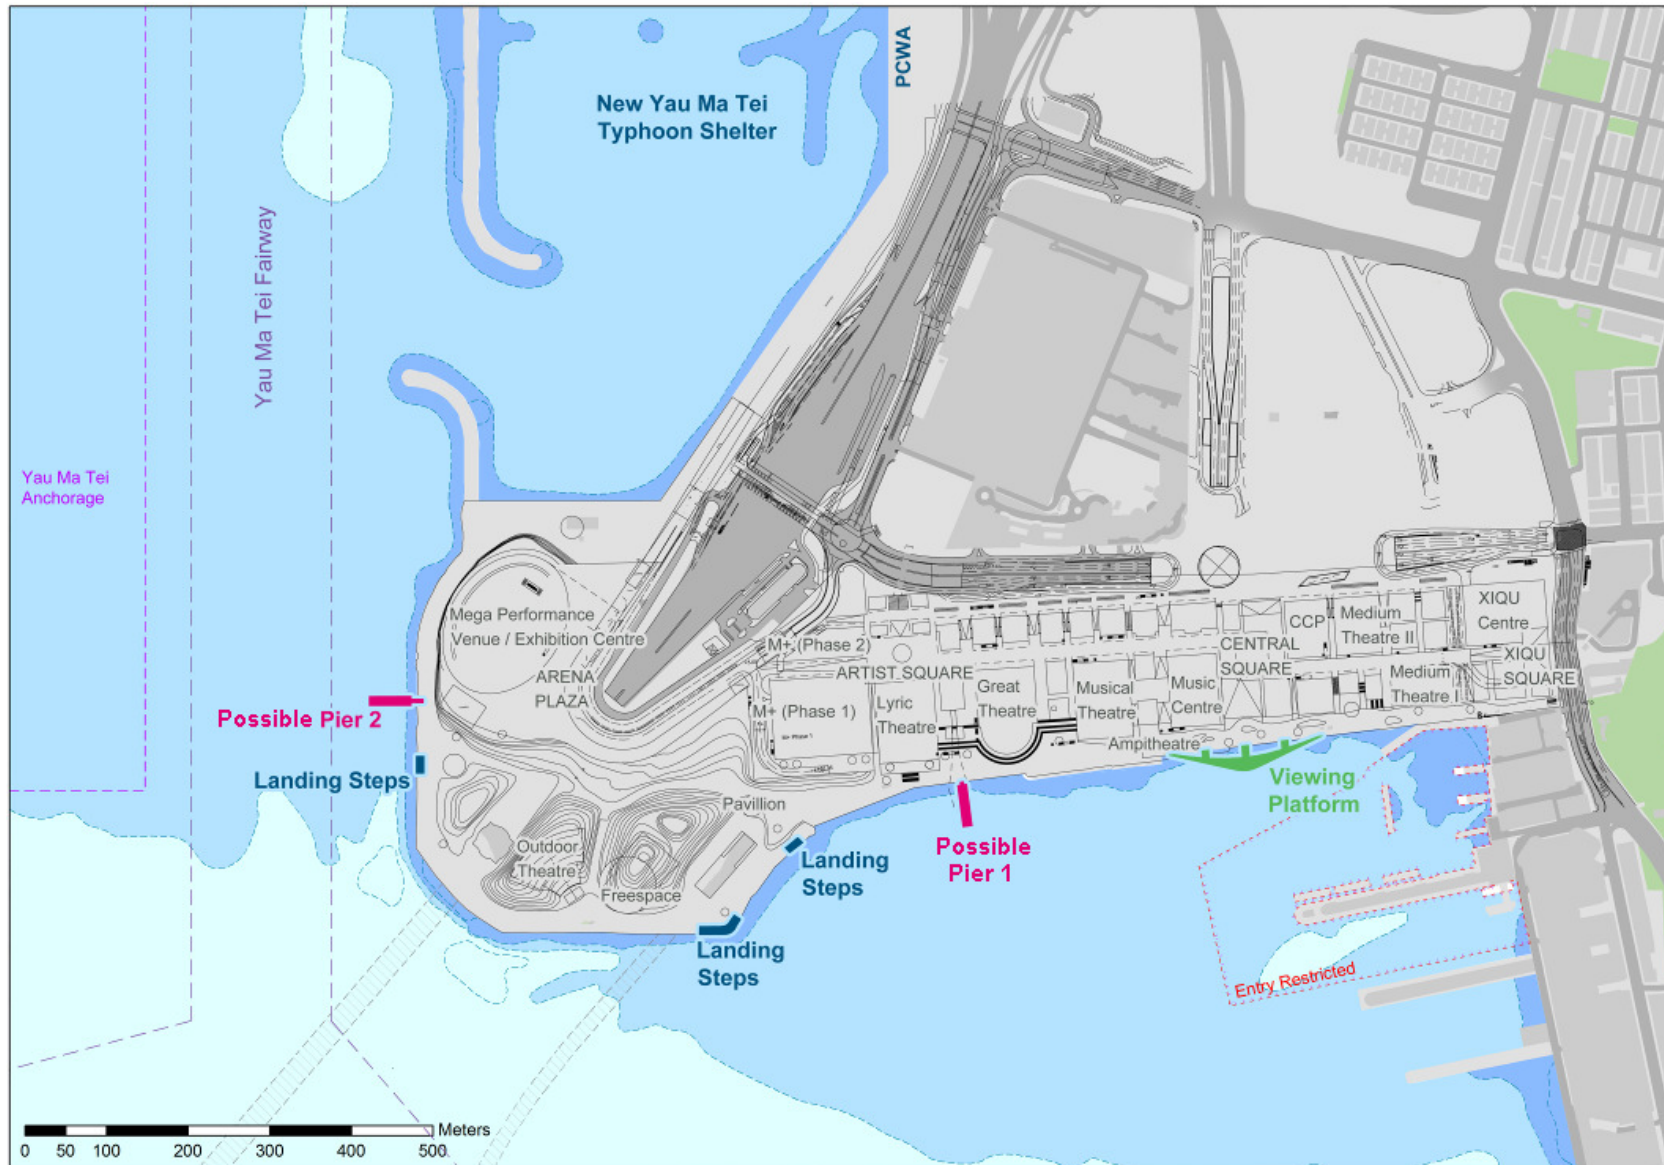 PCWA
New Yau Ma Tei
Typhoon Shelter
Yau Ma Tei Fairway
Yau Ma Tei
Anchorage
Mega Performance
Venue / Exhibition Centre
ARENA
PLAZA
M+ (Phase 2)
ARTIST SQUARE
M+ (Phase 1)
Lyric
Theatre
Great
Theatre
Musical
Theatre
Music
Centre
CENTRAL
SQUARE
CCP
Medium
Theatre II
Medium
Theatre I
XIQU
Centre
XIQU
SQUARE
Possible Pier 2
Landing Steps
Ampitheatre
Viewing
Platform
Pavillion
Outdoor
Theatre
Freespace
Landing
Steps
Possible
Pier 1
Landing
Steps
Entry Restricted
Meters
0 50 100 200 300 400 500